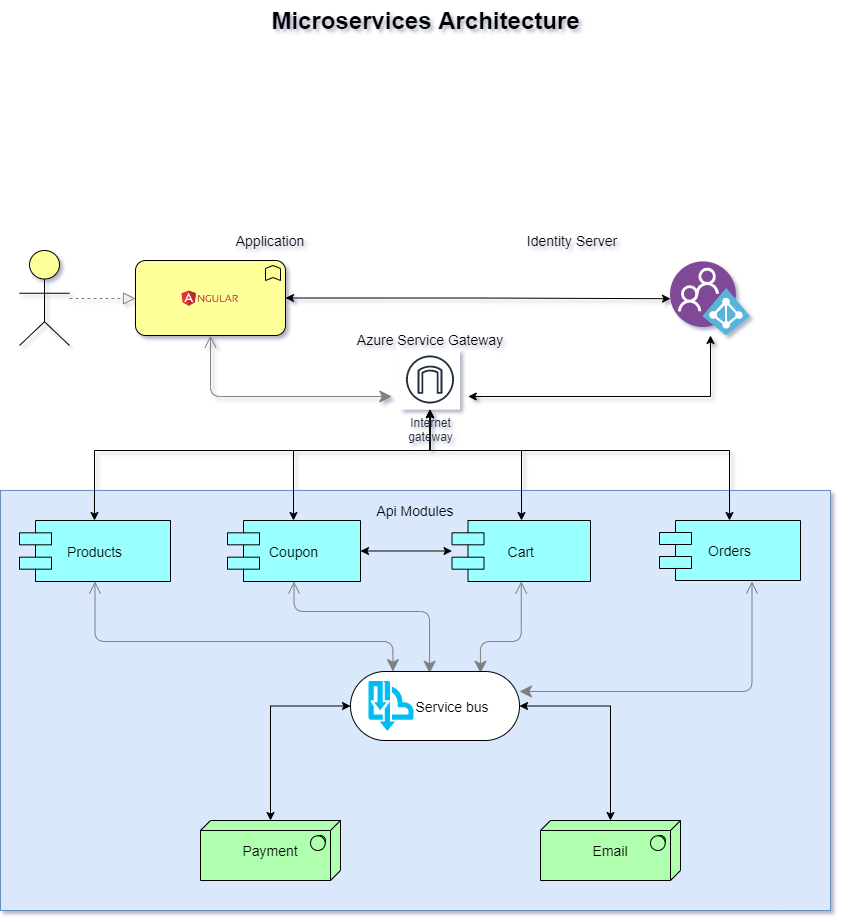 Microservices Architecture
Application
Identity Server
ANGULAR
Azure Service Gateway
Internet
gateway
Api Modules
Products
Coupon
Cart
Orders
Service bus
Payment
Email